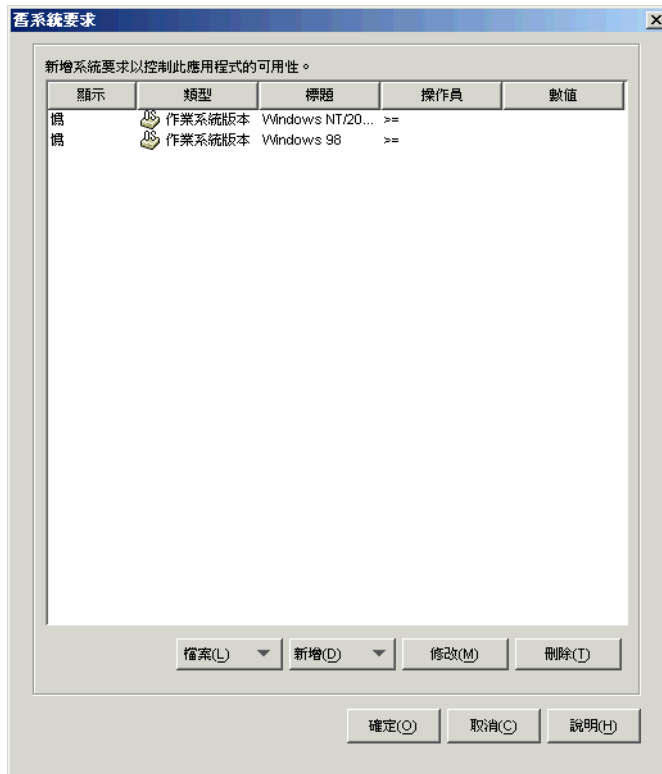 舊系統要求
新增系統要求以控制此應用程式的可用性。
顯示 類型 標題 操作員 數值
OS 作業系統版本 Windows NT/20... >=
OS 作業系統版本 Windows 98 >=
檔案(L) 新增(D) 修改(M) 刪除(T)
確定(O) 取消(C) 說明(H)